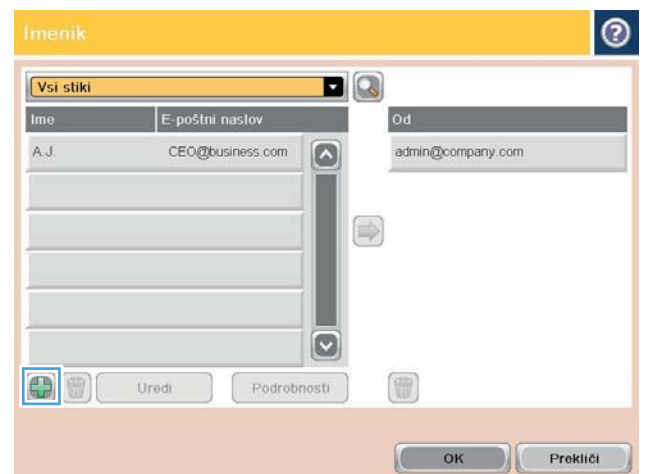 Imenik
Vsi stiki
Ime E-poštni naslov Od
A.J. CEO@business.com admin@company.com
Uredi Podrobnosti
OK Prekliči